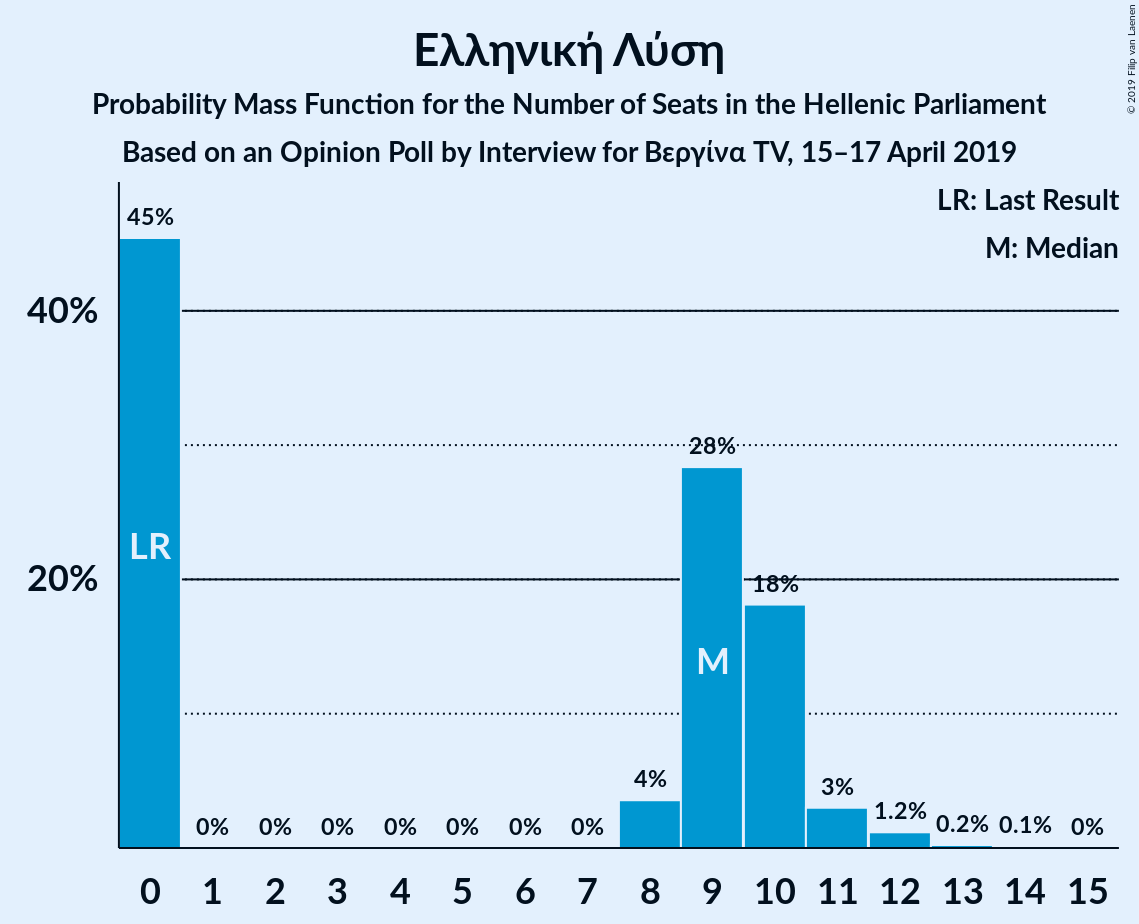 Ελληνική Λύση
Probability Mass Function for the Number of Seats in the Hellenic Parliament
Based on an Opinion Poll by Interview for Βεργίνα TV, 15–17 April 2019
© 2019 Filip van Laenen
LR: Last Result
M: Median
45%
40%
28%
20%
18%
LR
M
4%
3%
1.2%
0% 0% 0% 0% 0% 0% 0% 0.2% 0.1% 0%
0 1 2 3 4 5 6 7 8 9 10 11 12 13 14 15